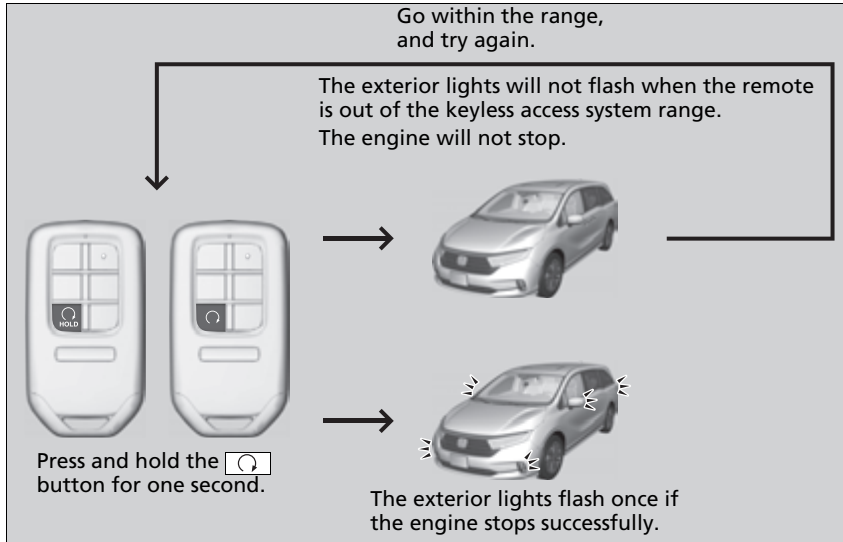 Go within the range,
and try again.
The exterior lights will not flash when the remote
is out of the keyless access system range.
The engine will not stop.
HOLD
Press and hold the
button for one second.
The exterior lights flash once if
the engine stops successfully.